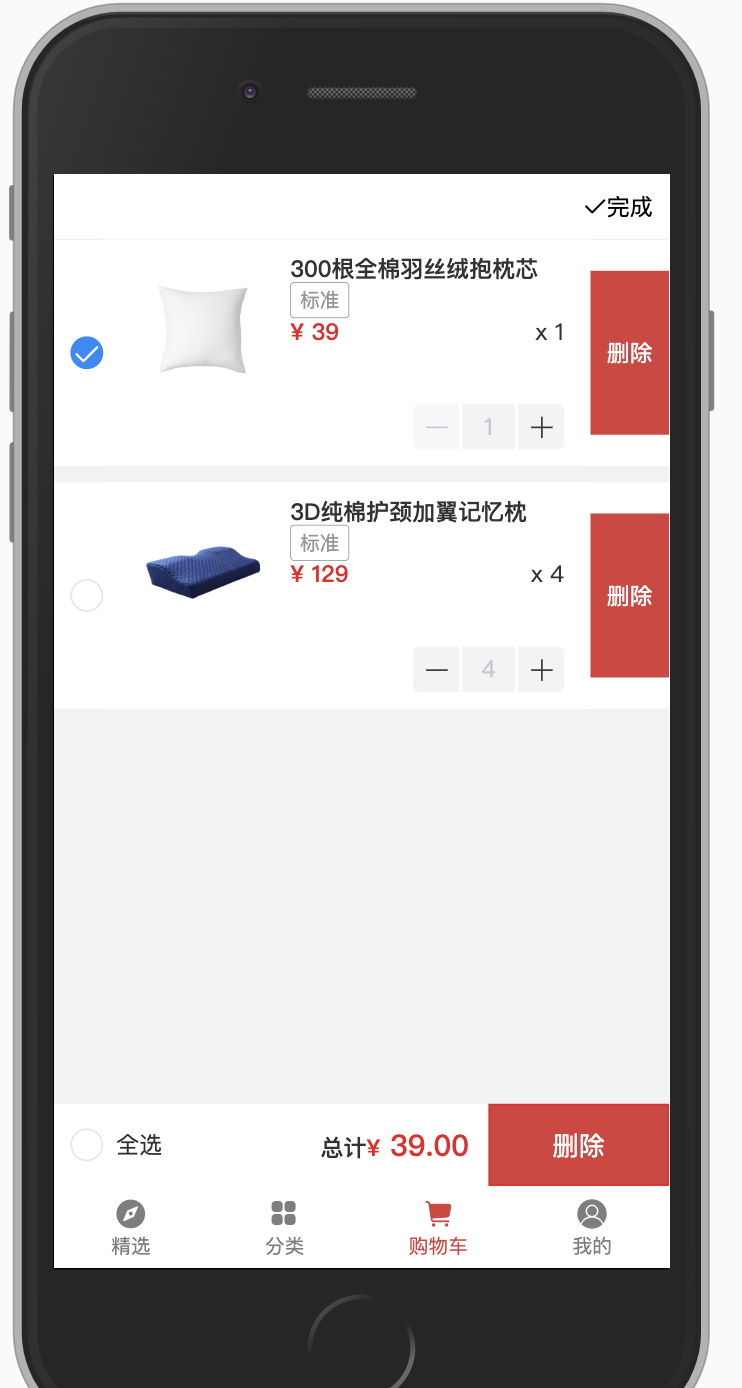 完成
300根全棉羽丝绒抱枕芯
标准
¥ 39 x 1
删除
1
3D纯棉护颈加翼记忆枕
标准
¥ 129 x 4
删除
4
全选 总计¥ 39.00 删除
精选 分类 购物车 我的